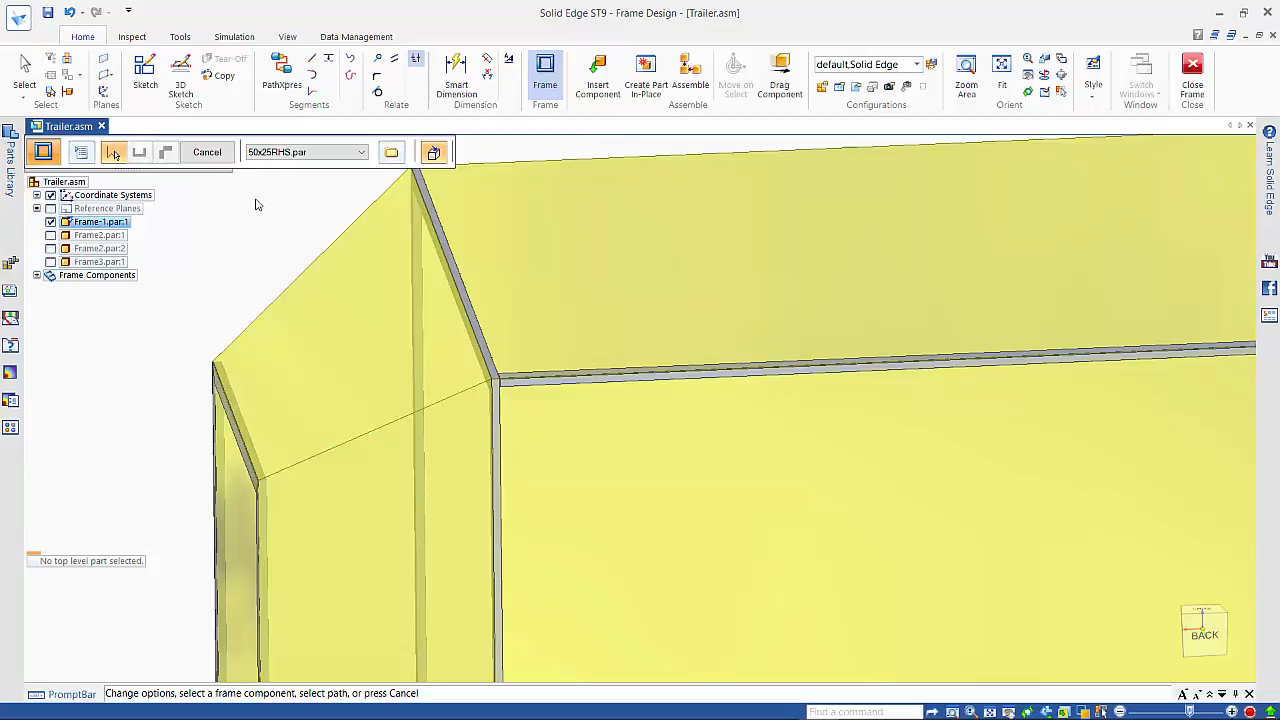 Solid Edge ST9 - Frame Design - [Trailer.asm]
Home Inspect Tools Simulation View Data Management
Select Sketch 3D Sketch Tear-Off Copy PathXpres Smart Dimension Frame Insert Component Create Part In-Place Assemble Move on Select Drag Component default,Solid Edge Zoom Area Fit Style Switch Windows Close Frame
Select Planes Sketch Segments Relate Dimension Frame Assemble Configurations Orient Window Close
Trailer.asm
Cancel 50x25RHS.par
Parts Library
Learn Solid Edge
Trailer.asm
Coordinate Systems
Reference Planes
Frame-1.par:1
Frame2.par:1
Frame2.par:2
Frame3.par:1
Frame Components
You Tube
No top level part selected.
BACK
PromptBar Change options, select a frame component, select path, or press Cancel
Find a command